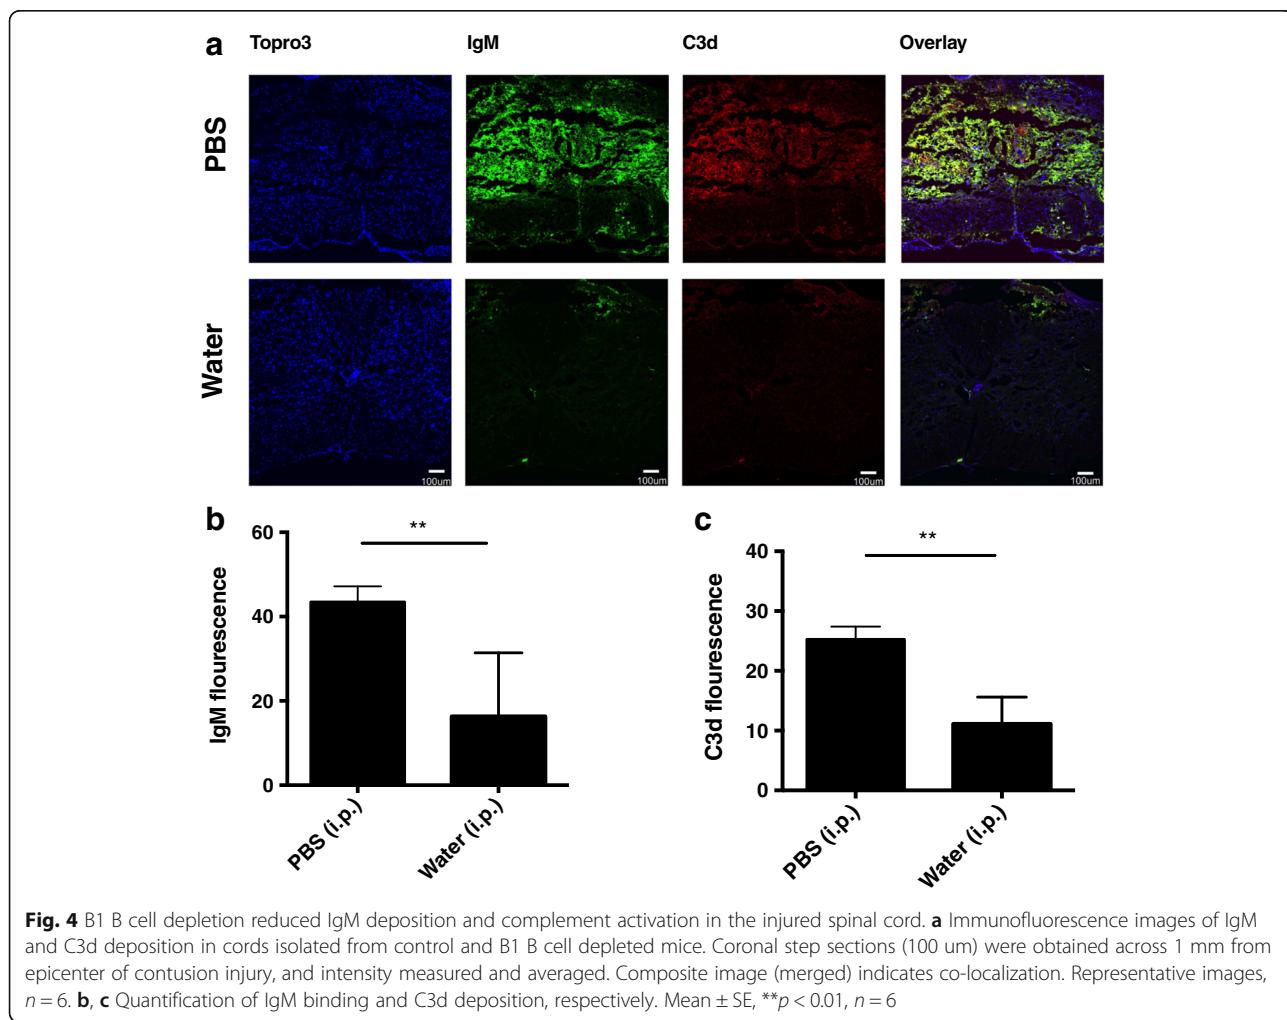 a
Topro3 IgM C3d Overlay
PBS
Water
100um 100um 100um 100um
b
**
60
40
20
0
IgM flourescence
PBS (i.p.)
Water (i.p.)
c
**
40
30
20
10
0
C3d flourescence
PBS (i.p.)
Water (i.p.)
Fig. 4 B1 B cell depletion reduced IgM deposition and complement activation in the injured spinal cord. a Immunofluorescence images of IgM
and C3d deposition in cords isolated from control and B1 B cell depleted mice. Coronal step sections (100 um) were obtained across 1 mm from
epicenter of contusion injury, and intensity measured and averaged. Composite image (merged) indicates co-localization. Representative images,
n = 6. b, c Quantification of IgM binding and C3d deposition, respectively. Mean ± SE, **p < 0.01, n = 6